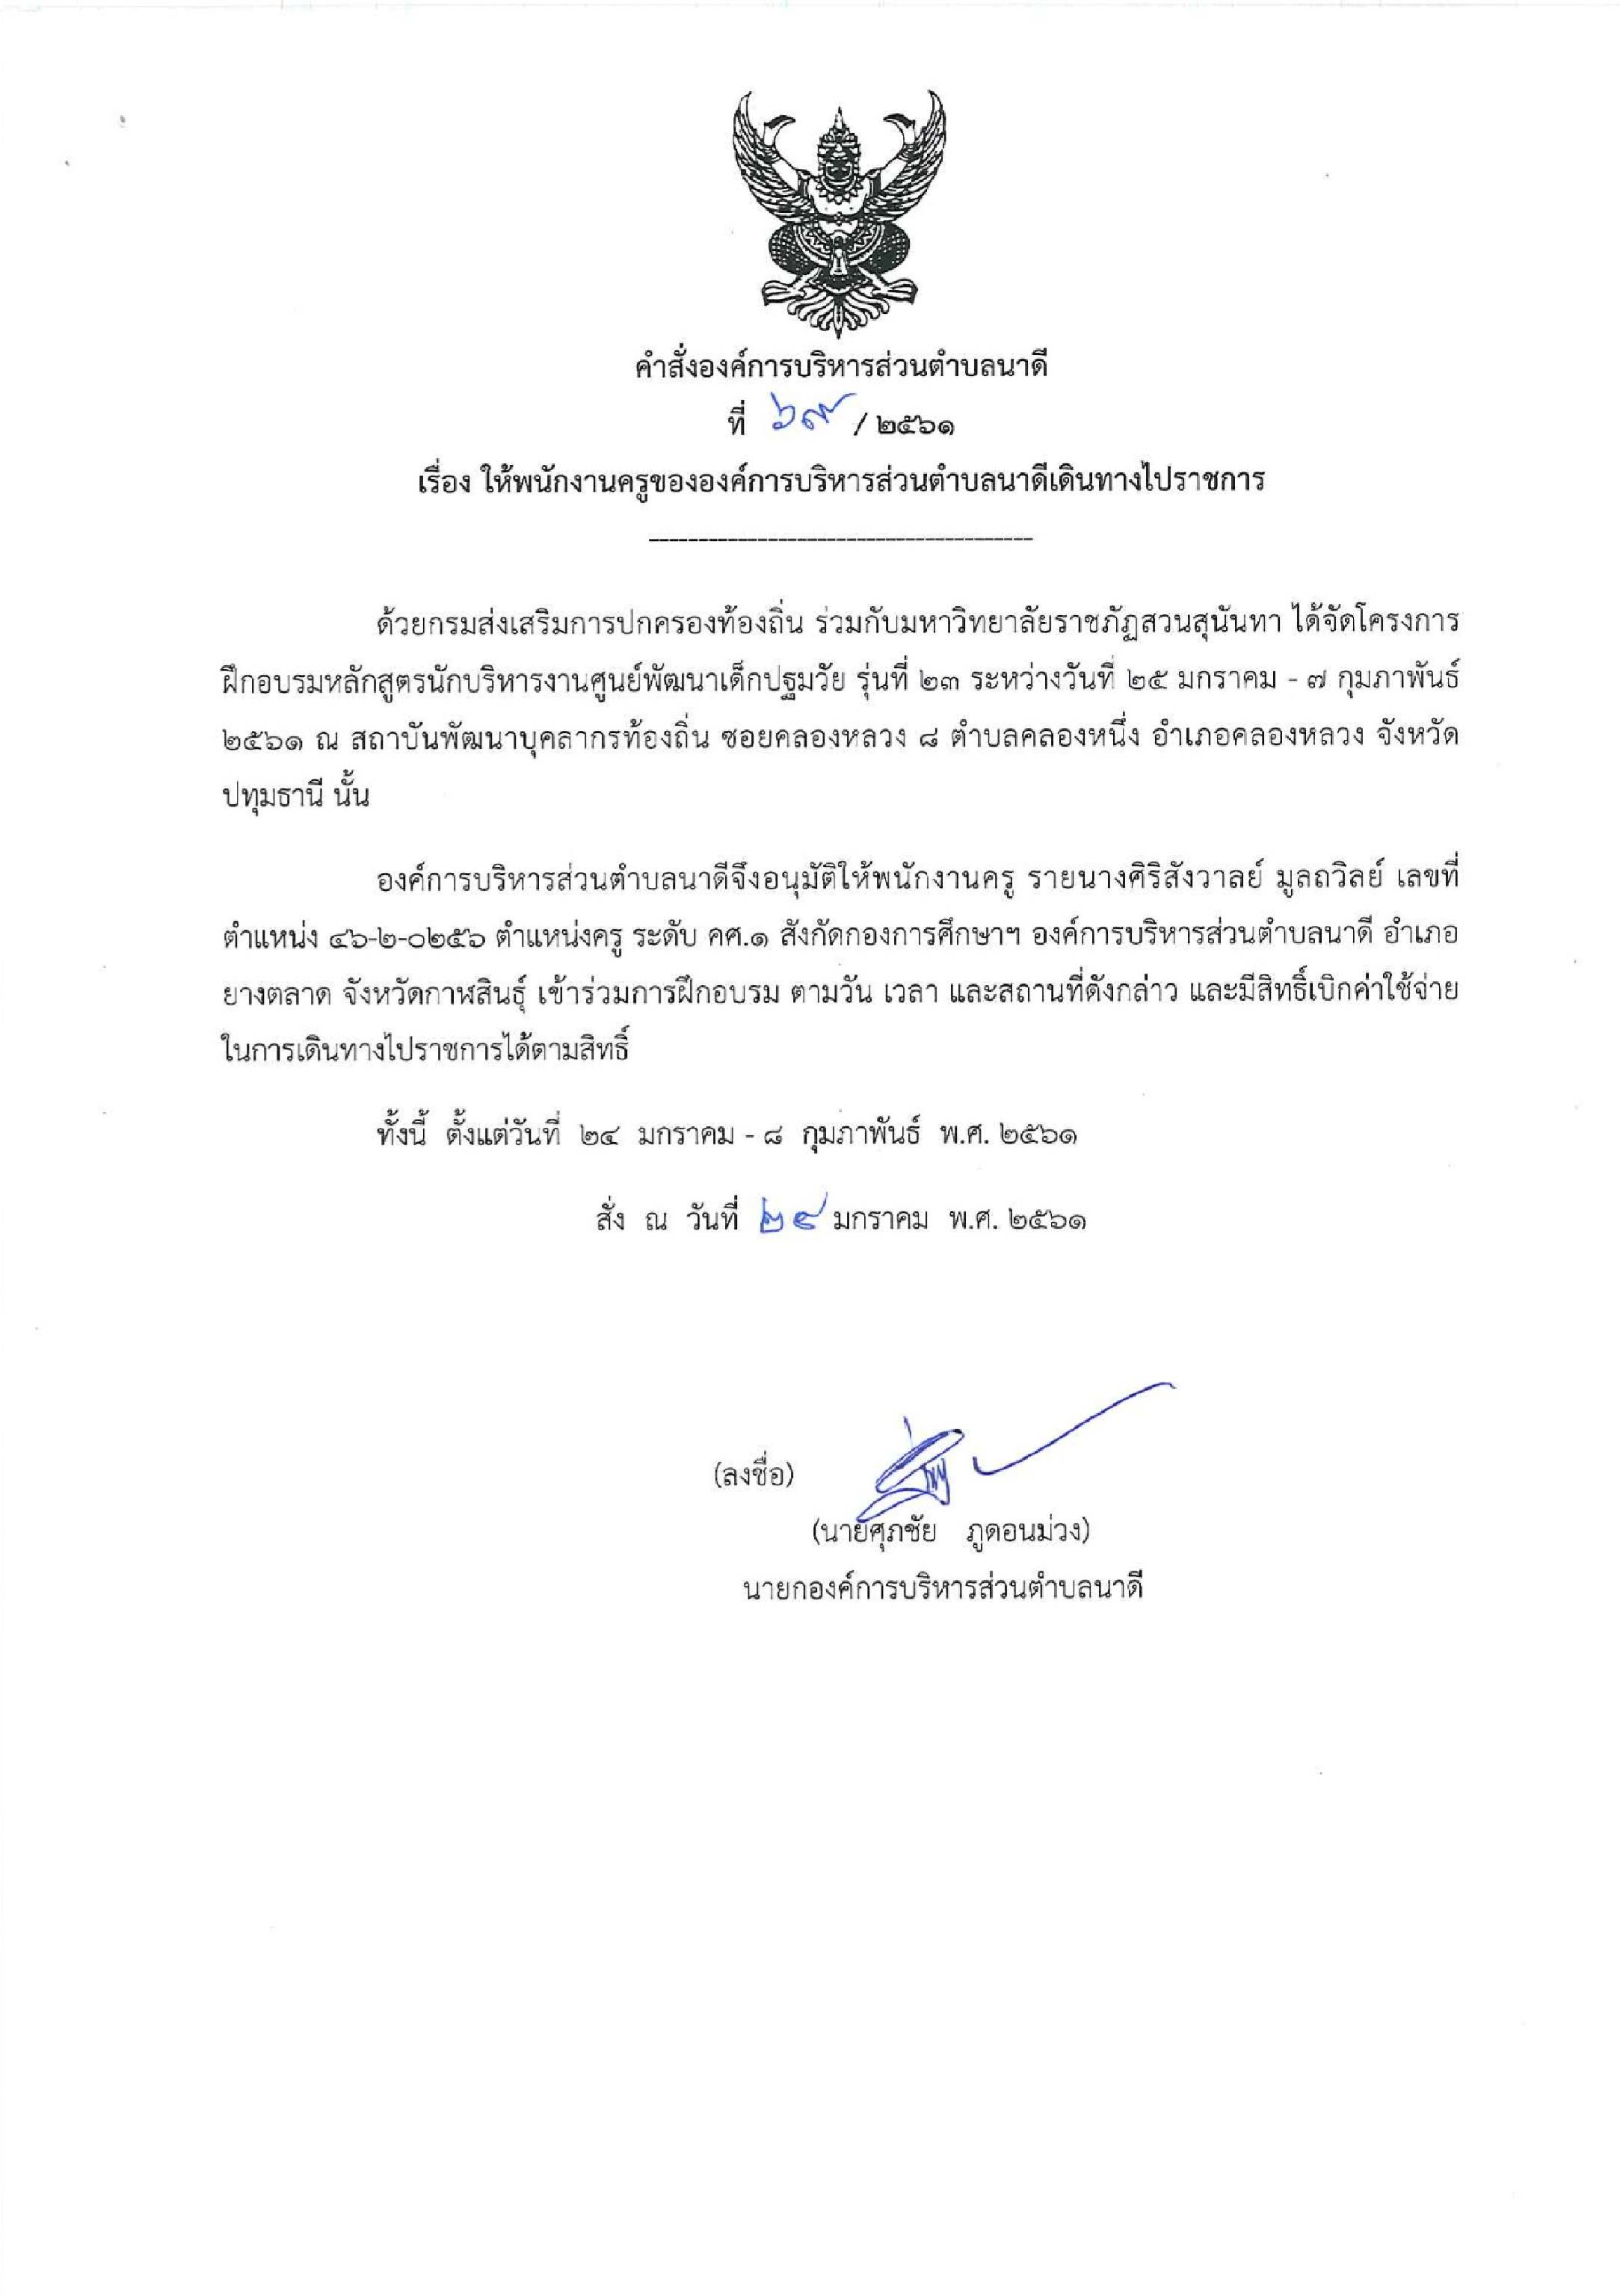 คำสั่งองค์การบริหารส่วนตำบลนาดี
ที่ ๖๙ / ๒๕๖๑
เรื่อง ให้พนักงานครูขององค์การบริหารส่วนตำบลนาดีเดินทางไปราชการ
---------------------------------------
ด้วยกรมส่งเสริมการปกครองท้องถิ่น ร่วมกับมหาวิทยาลัยราชภัฏสวนสุนันทา ได้จัดโครงการ
ฝึกอบรมหลักสูตรนักบริหารงานศูนย์พัฒนาเด็กปฐมวัย รุ่นที่ ๒๓ ระหว่างวันที่ ๒๕ มกราคม - ๗ กุมภาพันธ์
๒๕๖๑ ณ สถาบันพัฒนาบุคลากรท้องถิ่น ซอยคลองหลวง ๘ ตำบลคลองหนึ่ง อำเภอคลองหลวง จังหวัด
ปทุมธานี นั้น
องค์การบริหารส่วนตำบลนาดีจึงอนุมัติให้พนักงานครู รายนางศิริสังวาลย์ มูลถวิลย์ เลขที่
ตำแหน่ง ๔๖-๒-๐๒๕๖ ตำแหน่งครู ระดับ คศ.๑ สังกัดกองการศึกษาฯ องค์การบริหารส่วนตำบลนาดี อำเภอ
ยางตลาด จังหวัดกาฬสินธุ์ เข้าร่วมการฝึกอบรม ตามวัน เวลา และสถานที่ดังกล่าว และมีสิทธิ์เบิกค่าใช้จ่าย
ในการเดินทางไปราชการได้ตามสิทธิ์
ทั้งนี้ ตั้งแต่วันที่ ๒๔ มกราคม - ๘ กุมภาพันธ์ พ.ศ. ๒๕๖๑
สั่ง ณ วันที่ ๒๔ มกราคม พ.ศ. ๒๕๖๑
(ลงชื่อ)
(นายศุภชัย ภูดอนม่วง)
นายกองค์การบริหารส่วนตำบลนาดี